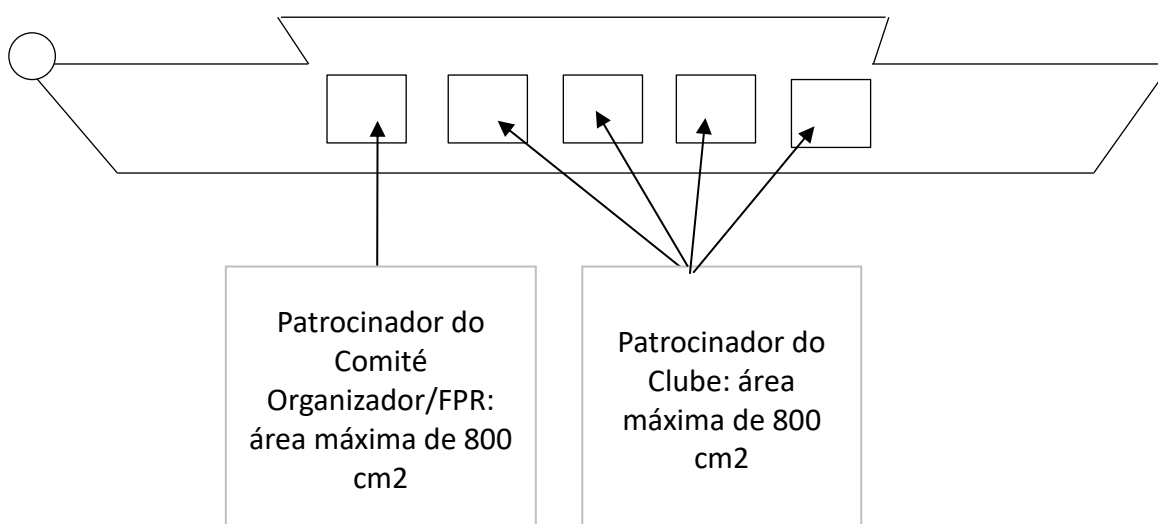 Patrocinador do
Comité
Organizador/FPR:
área máxima de 800
cm2
Patrocinador do
Clube: área
máxima de 800
cm2